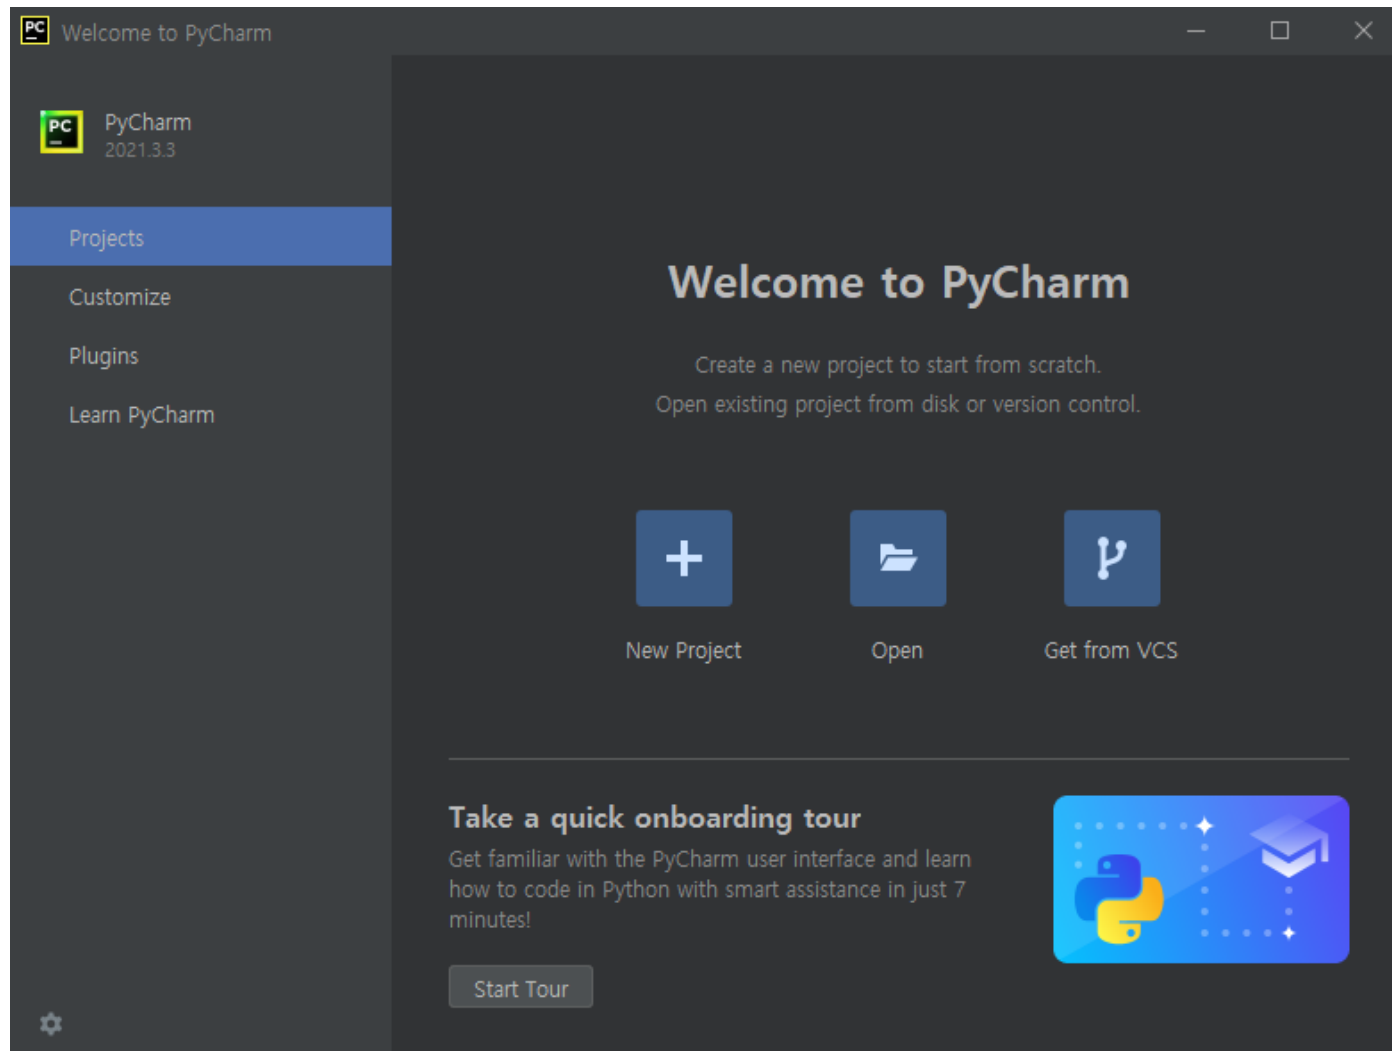 PC Welcome to PyCharm
PC
PyCharm
2021.3.3
Projects
Customize
Plugins
Learn PyCharm
Welcome to PyCharm
Create a new project to start from scratch.
Open existing project from disk or version control.
New Project
Open
Get from VCS
Take a quick onboarding tour
Get familiar with the PyCharm user interface and learn
how to code in Python with smart assistance in just 7
minutes!
Start Tour